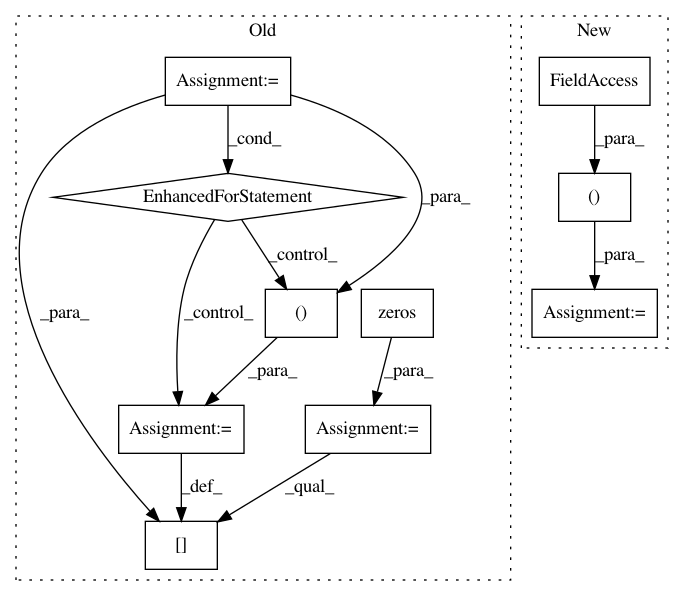 Old
New
Assignment:=
FieldAccess
_cond_
_para_
EnhancedForStatement
_para_
()
_control_
_para_
_para_
_control_
()
zeros
Assignment:=
_para_
_para_
Assignment:=
Assignment:=
_def_
_qual_
[]